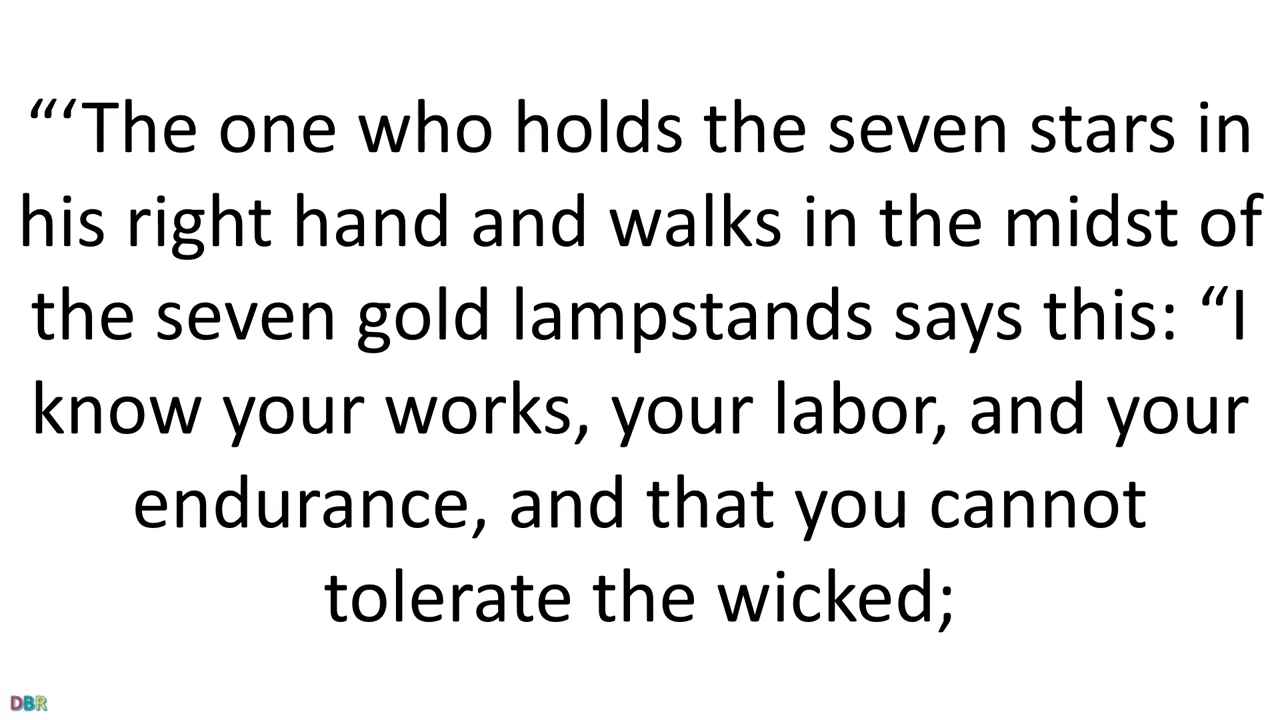 “‘The one who holds the seven stars in
his right hand and walks in the midst of
the seven gold lampstands says this: “I
know your works, your labor, and your
endurance, and that you cannot
tolerate the wicked;
DBR